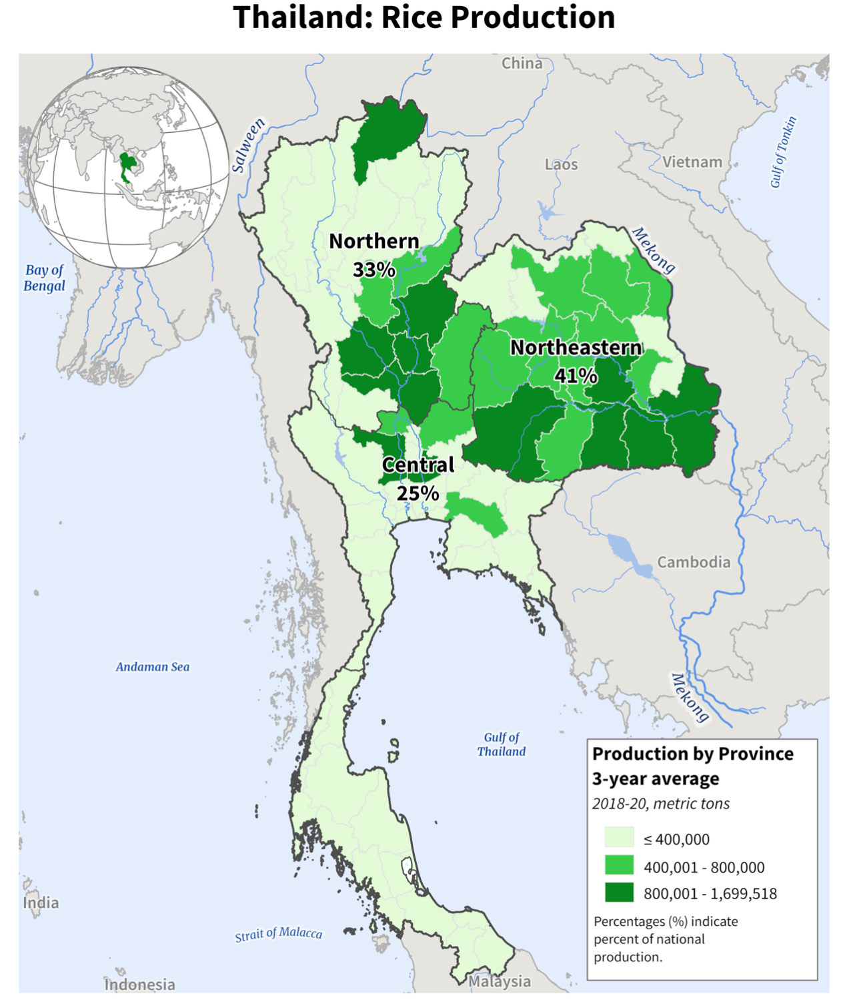 Thailand: Rice Production
China
Salween
Gulf of Tonkin
Vietnam
Laos
Mekong
Northern
33%
Bay of
Bengal
Northeastern
41%
Central
25%
Cambodia
Andaman Sea
Mekong
Gulf of
Thailand
Production by Province
3-year average
2018-20, metric tons
≤ 400,000
400,001 - 800,000
800,001 - 1,699,518
Percentages (%) indicate
percent of national
production.
India
Strait of Malacca
Indonesia
Malaysia